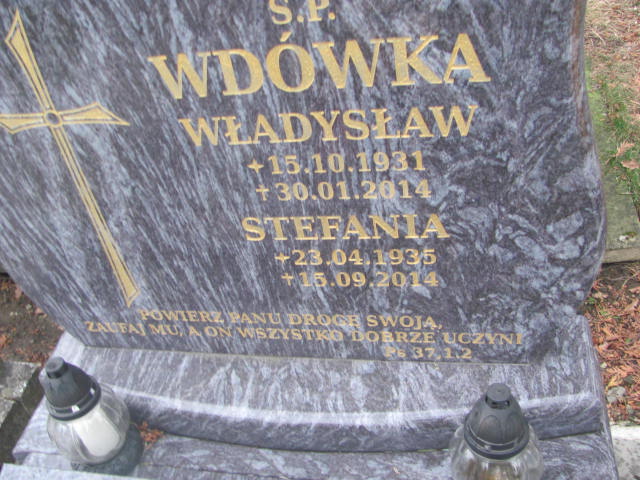 Ś.P.
WDÓWKA
WŁADYSŁAW
+15.10.1931
+30.01.2014
STEFANIA
+23.04.1935
+15.09.2014
POWIERZ PANU DROGĘ SWOJĄ,
ZAUFAJ MU, A ON WSZYSTKO DOBRZE UCZYNI
Ps 37.1.2